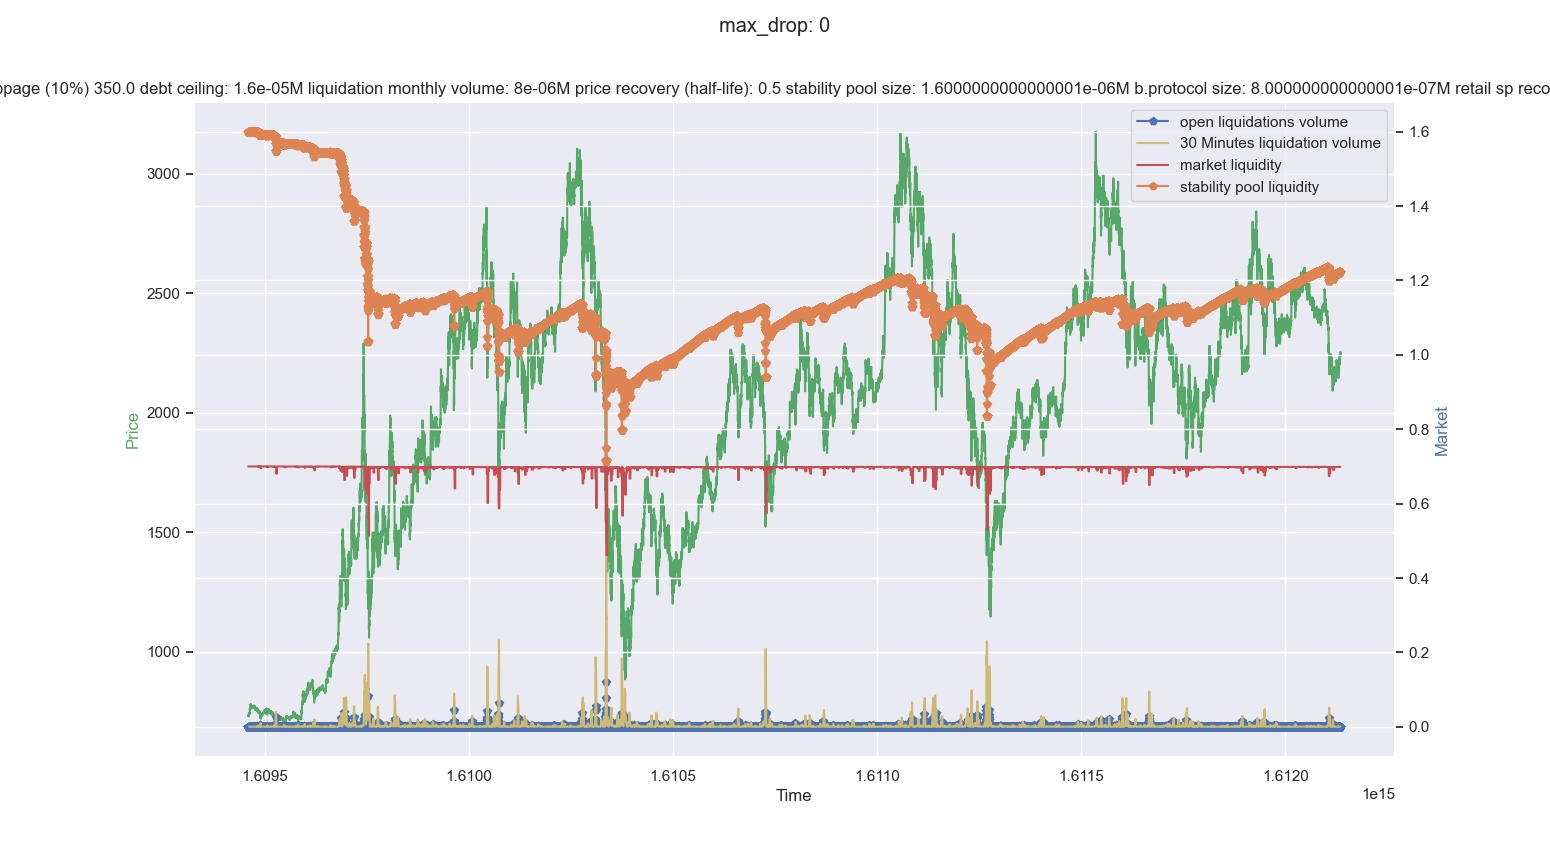 max_drop: 0
(10%) 350.0 debt ceiling: 1.6e-05M liquidation monthly volume: 8e-06M price recovery (half-life): 0.5 stability pool size: 1.6000000000000001e-06M b.protocol size: 8.000000000000001e-07M retail sp
open liquidations volume
30 Minutes liquidation volume
market liquidity
stability pool liquidity
3000
2500
2000
1500
1000
Price
1.6
1.4
1.2
1.0
0.8
0.6
0.4
0.2
0.0
Market
1.6095
1.6100
1.6105
1.6110
1.6115
1.6120
Time
1e15